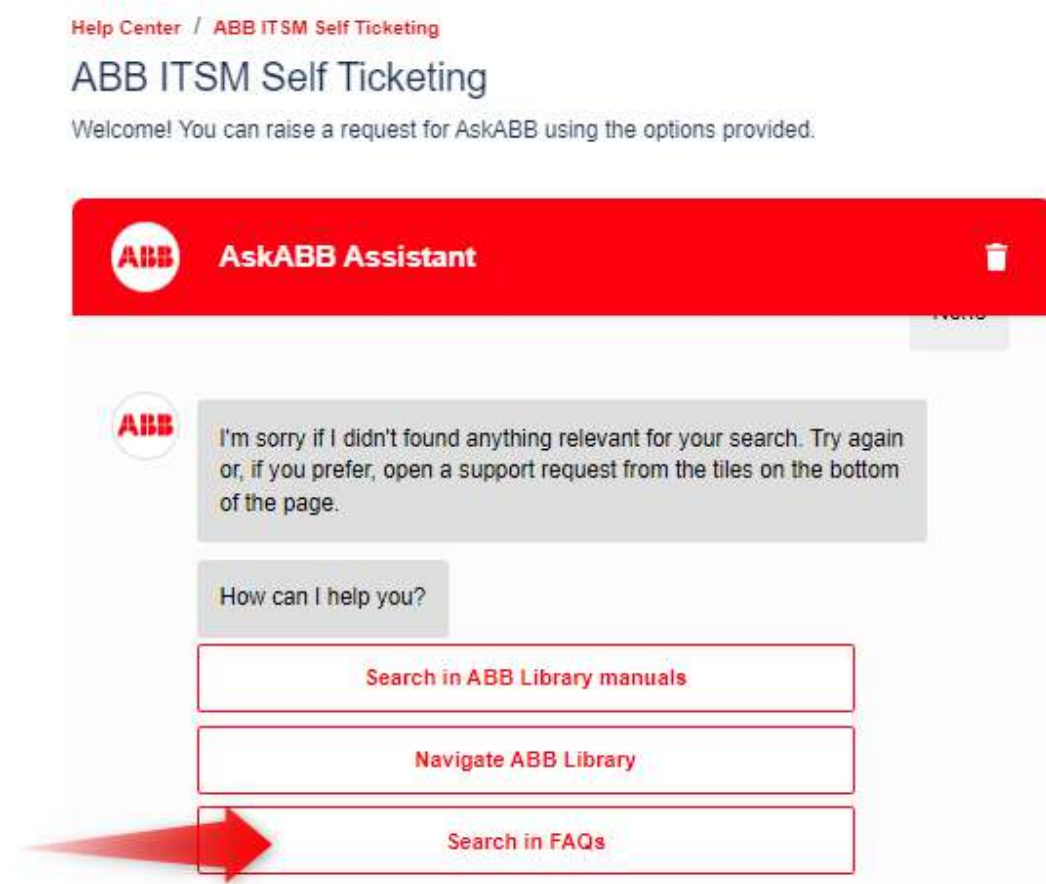 Help Center / ABB ITSM Self Ticketing
ABB ITSM Self Ticketing
Welcome! You can raise a request for AskABB using the options provided.
ABB AskABB Assistant
ABB
I'm sorry if I didn't found anything relevant for your search. Try again
or, if you prefer, open a support request from the tiles on the bottom
of the page.
How can I help you?
Search in ABB Library manuals
Navigate ABB Library
Search in FAQs